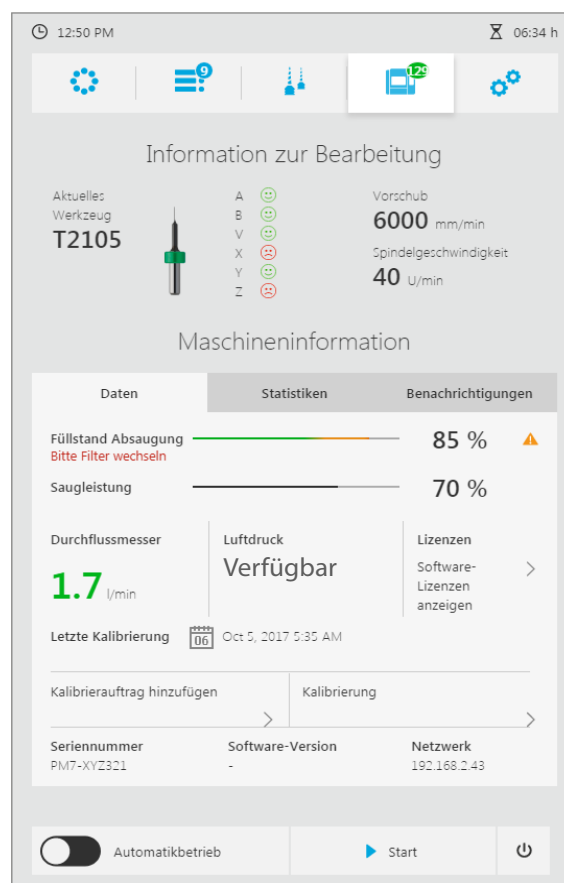 12:50 PM
06:34 h
9
129
Information zur Bearbeitung
Aktuelles
Werkzeug
T2105
A
B
V
X
Y
Z
Vorschub
6000 mm/min
Spindelgeschwindigkeit
40 U/min
Maschineninformation
Daten
Statistiken
Benachrichtigungen
Füllstand Absaugung
85 %
Bitte Filter wechseln
Saugleistung
70 %
Durchflussmesser
1.7 l/min
Luftdruck
Verfügbar
Lizenzen
Software-
Lizenzen
anzeigen
Letzte Kalibrierung
06
Oct 5, 2017 5:35 AM
Kalibrierauftrag hinzufügen
Kalibrierung
Seriennummer
PM7-XYZ321
Software-Version
-
Netzwerk
192.168.2.43
Automatikbetrieb
Start